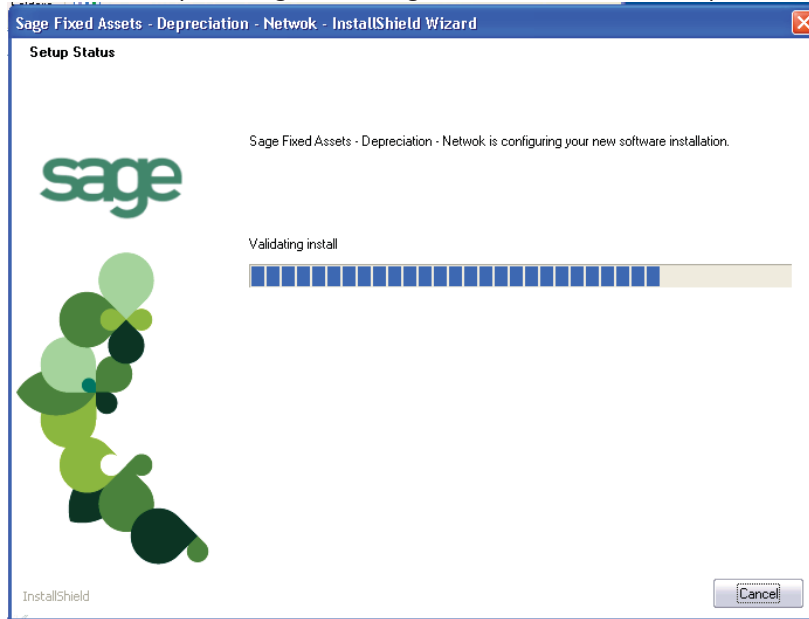 Sage Fixed Assets - Depreciation - Netwok - InstallShield Wizard
Setup Status
Sage Fixed Assets - Depreciation - Netwok is configuring your new software installation.
sage
Validating install
InstallShield
Cancel